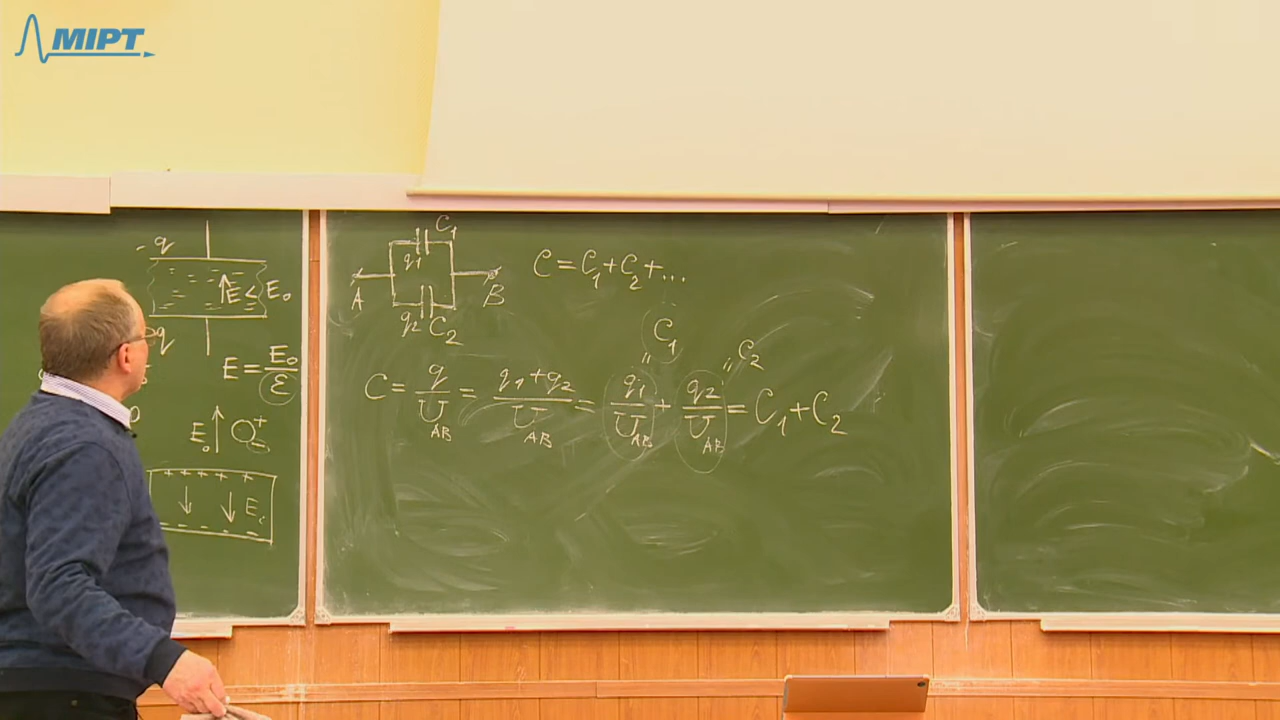 MIPT
- q
E < E₀
q
E = E₀/ε
E₀ + -
+ + + + + +
Eᵢ
- - - - -
C₁
q₁
A B
q₂ C₂
C = C₁ + C₂ + ...
C₁
" " C₂
C = q/U_AB = (q₁ + q₂)/U_AB = q₁/U_AB + q₂/U_AB = C₁ + C₂